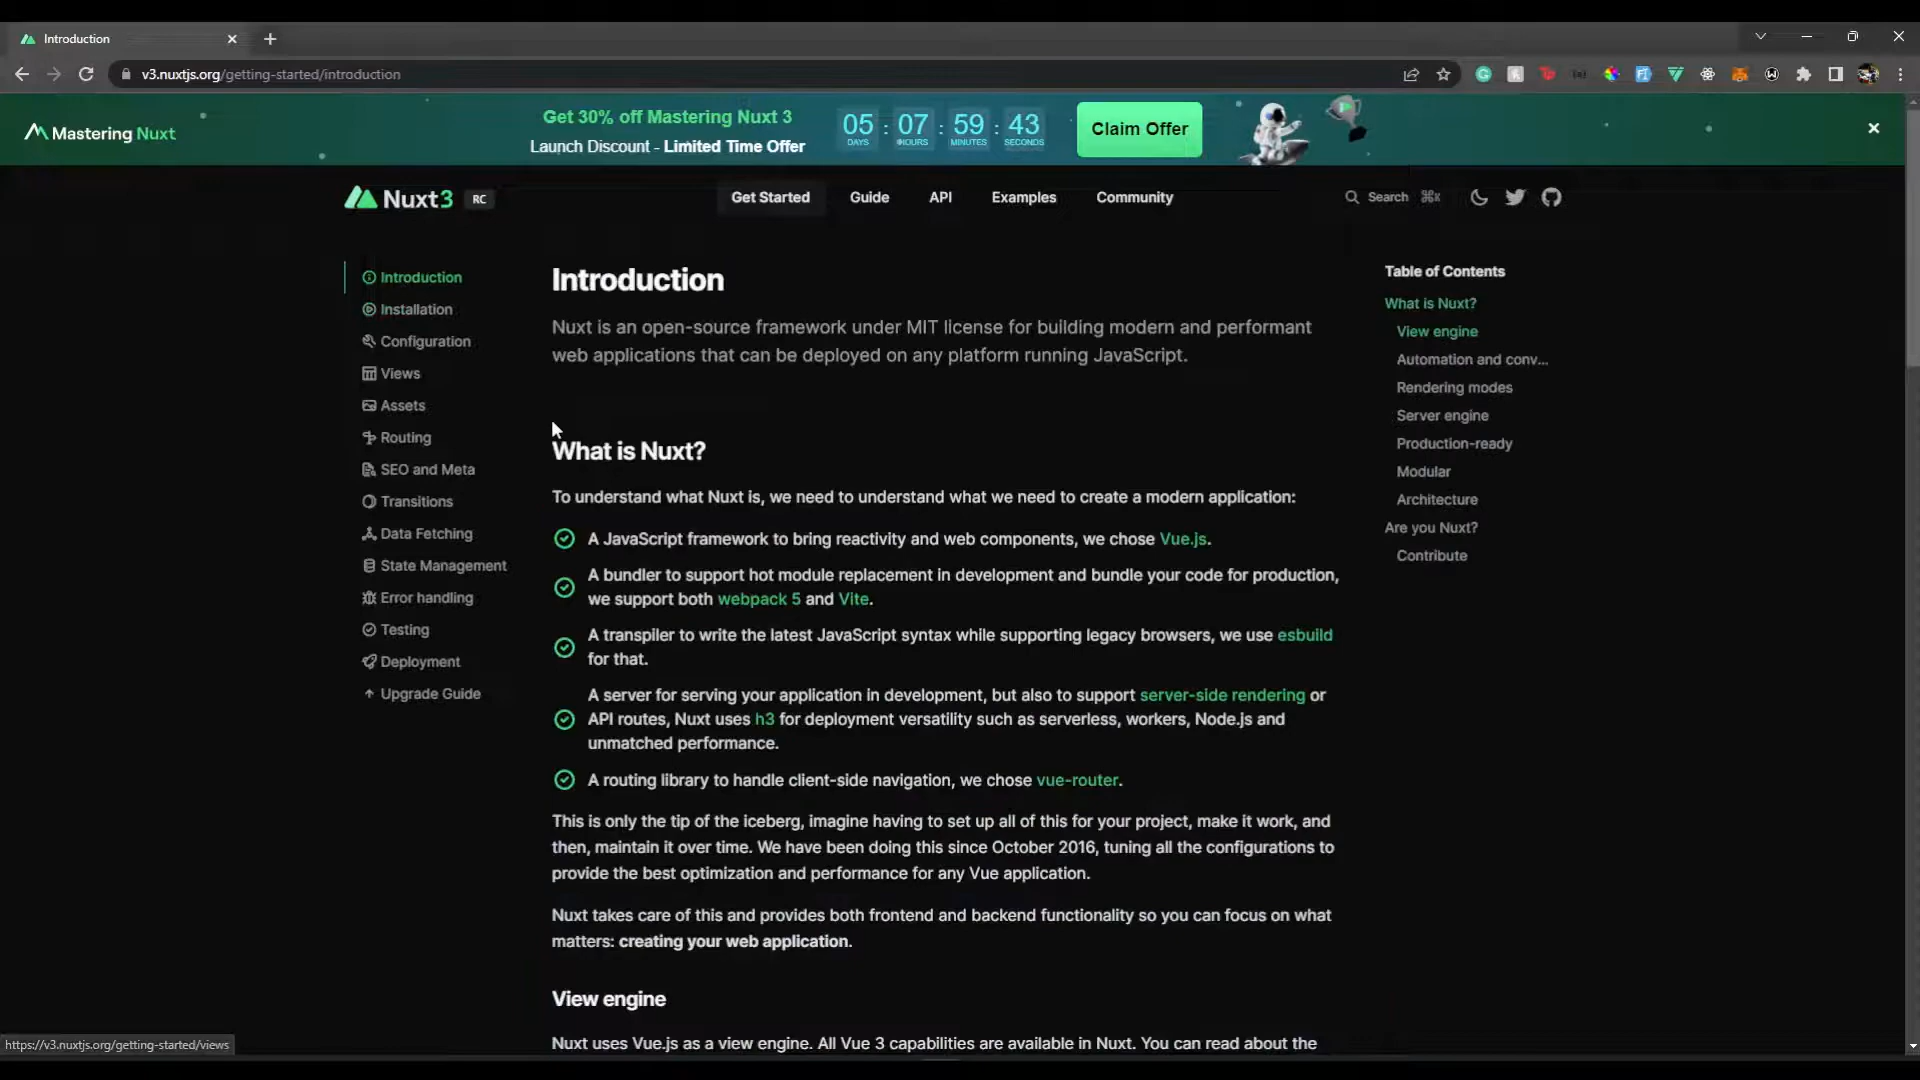 Introduction
v3.nuxtjs.org/getting-started/introduction
Mastering Nuxt
Get 30% off Mastering Nuxt 3
Launch Discount - Limited Time Offer
05 : 07 : 59 : 43
DAYS HOURS MINUTES SECONDS
Claim Offer
Nuxt3 RC
Get Started
Guide
API
Examples
Community
Search ⌘K
Introduction
Installation
Configuration
Views
Assets
Routing
SEO and Meta
Transitions
Data Fetching
State Management
Error handling
Testing
Deployment
Upgrade Guide
Introduction
Nuxt is an open-source framework under MIT license for building modern and performant
web applications that can be deployed on any platform running JavaScript.
What is Nuxt?
To understand what Nuxt is, we need to understand what we need to create a modern application:
A JavaScript framework to bring reactivity and web components, we chose Vue.js.
A bundler to support hot module replacement in development and bundle your code for production,
we support both webpack 5 and Vite.
A transpiler to write the latest JavaScript syntax while supporting legacy browsers, we use esbuild
for that.
A server for serving your application in development, but also to support server-side rendering or
API routes, Nuxt uses h3 for deployment versatility such as serverless, workers, Node.js and
unmatched performance.
A routing library to handle client-side navigation, we chose vue-router.
This is only the tip of the iceberg, imagine having to set up all of this for your project, make it work, and
then, maintain it over time. We have been doing this since October 2016, tuning all the configurations to
provide the best optimization and performance for any Vue application.
Nuxt takes care of this and provides both frontend and backend functionality so you can focus on what
matters: creating your web application.
View engine
Nuxt uses Vue.js as a view engine. All Vue 3 capabilities are available in Nuxt. You can read about the
Table of Contents
What is Nuxt?
View engine
Automation and conv...
Rendering modes
Server engine
Production-ready
Modular
Architecture
Are you Nuxt?
Contribute
https://v3.nuxtjs.org/getting-started/views